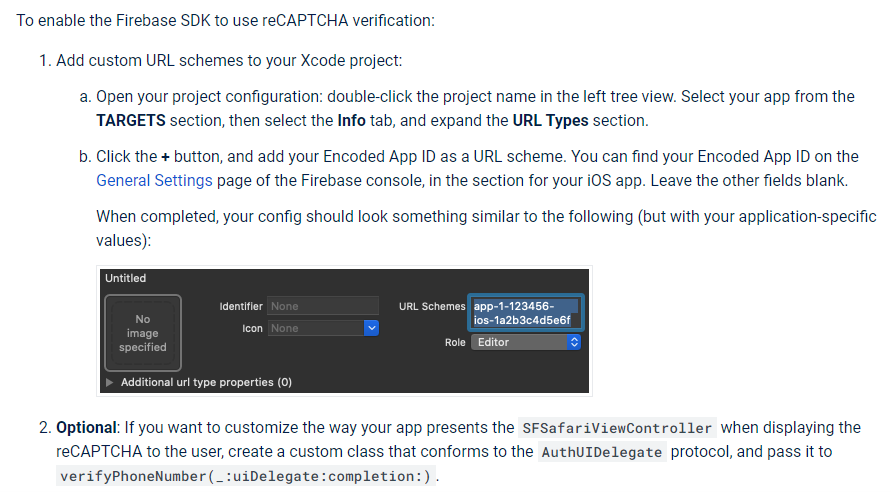 To enable the Firebase SDK to use reCAPTCHA verification:
1. Add custom URL schemes to your Xcode project:
a. Open your project configuration: double-click the project name in the left tree view. Select your app from the
TARGETS section, then select the Info tab, and expand the URL Types section.
b. Click the + button, and add your Encoded App ID as a URL scheme. You can find your Encoded App ID on the
General Settings page of the Firebase console, in the section for your iOS app. Leave the other fields blank.
When completed, your config should look something similar to the following (but with your application-specific
values):
Untitled
No
image
specified
Identifier None
Icon None
URL Schemes app-1-123456-
ios-1a2b3c4d5e6f
Role Editor
Additional url type properties (0)
2. Optional: If you want to customize the way your app presents the SFSafariViewController when displaying the
reCAPTCHA to the user, create a custom class that conforms to the AuthUIDelegate protocol, and pass it to
verifyPhoneNumber(_:uiDelegate:completion:).